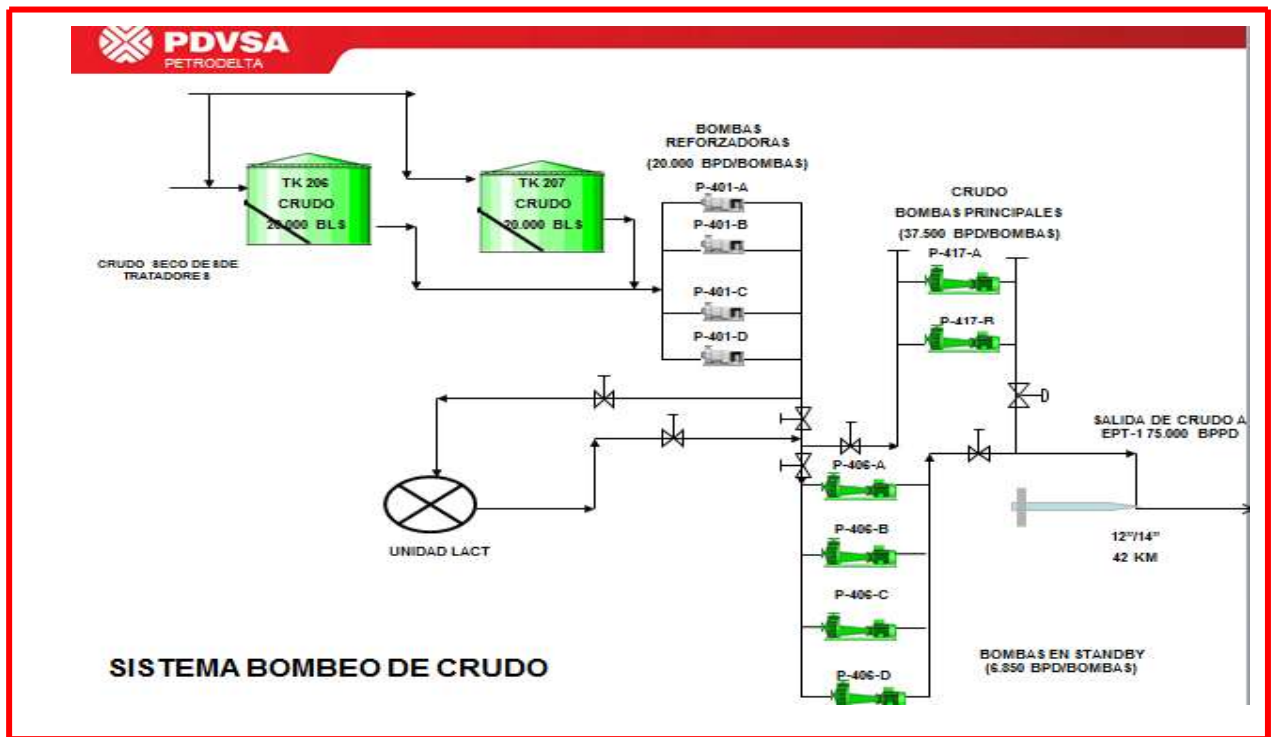 PDVSA
PETRODELTA
BOMBAS
REFORZADORAS
(20.000 BPD/BOMBAS)
TK 206
CRUDO
20.000 BLS
TK 207
CRUDO
20.000 BLS
P-401-A
P-401-B
P-401-C
P-401-D
CRUDO
BOMBAS PRINCIPALES
(37.500 BPD/BOMBAS)
P-417-A
P-417-B
CRUDO SECO DESDE
TRATADORES
SALIDA DE CRUDO A
EPT-1 75.000 BPPD
P-406-A
P-406-B
P-406-C
P-406-D
UNIDAD LACT
12"/14"
42 KM
BOMBAS EN STANDBY
(6.850 BPD/BOMBAS)
SISTEMA BOMBEO DE CRUDO